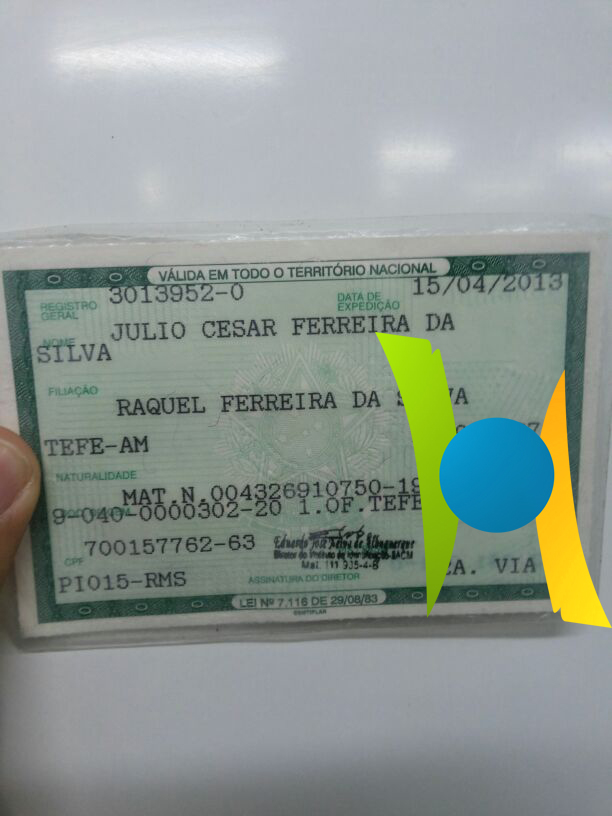 VÁLIDA EM TODO O TERRITÓRIO NACIONAL
REGISTRO GERAL 3013952-0 DATA DE EXPEDIÇÃO 15/04/2013
NOME JULIO CESAR FERREIRA DA
SILVA
FILIAÇÃO
RAQUEL FERREIRA DA
TEFE-AM
NATURALIDADE
MAT.N.004326910750-19
9-040-0000302-20 1.OF.TEFE
CPF 700157762-63
PI015-RMS VIA
ASSINATURA DO DIRETOR
LEI Nº 7.116 DE 29/08/83